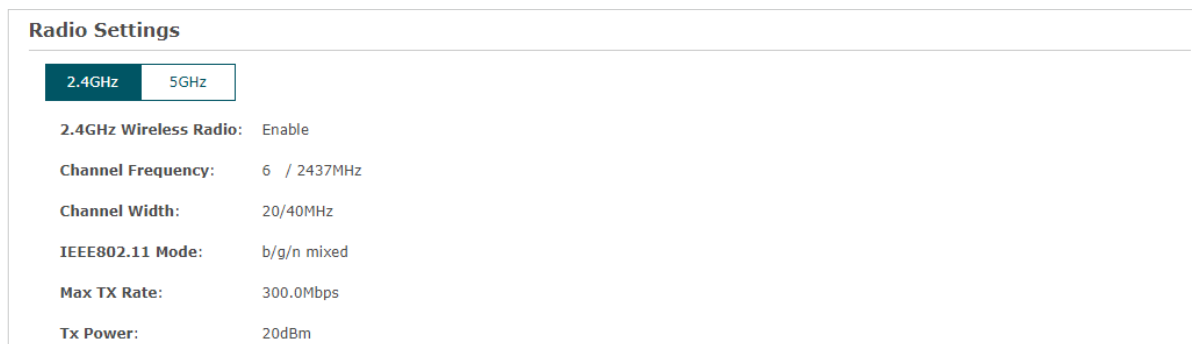 Radio Settings
2.4GHz 5GHz
2.4GHz Wireless Radio: Enable
Channel Frequency: 6 / 2437MHz
Channel Width: 20/40MHz
IEEE802.11 Mode: b/g/n mixed
Max TX Rate: 300.0Mbps
Tx Power: 20dBm